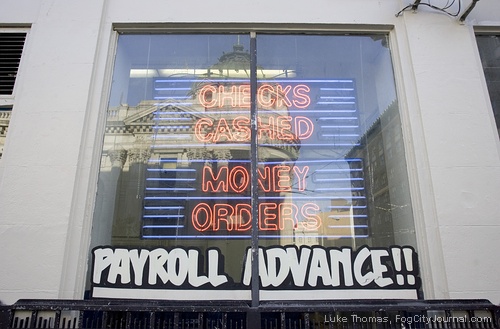 CHECKS
CASHED
MONEY
ORDERS
PAYROLL ADVANCE!!
Luke Thomas, FogCityJournal.com